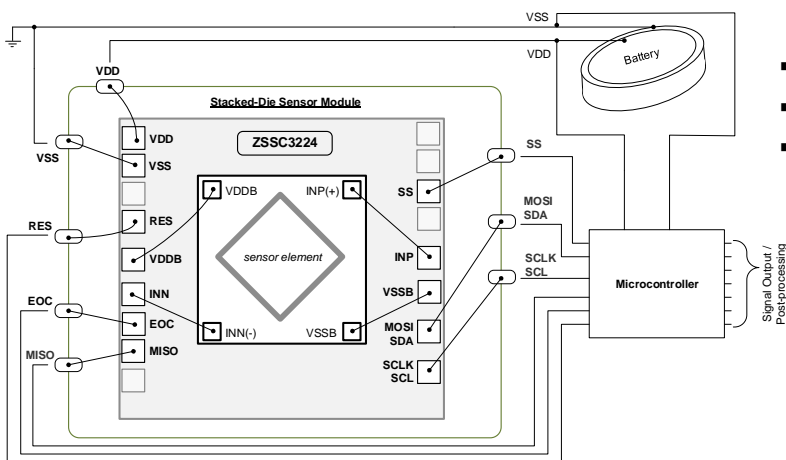 VSS
VDD
Battery
VDD
Stacked-Die Sensor Module
ZSSC3224
VDD
VSS
VSS
SS
SS
VDDB
INP(+)
MOSI
SDA
RES
RES
sensor element
VDDB
INP
SCLK
SCL
Microcontroller
Signal Output /
Post-processing
INN
VSSB
EOC
EOC
INN(-)
VSSB
MOSI
SDA
MISO
MISO
SCLK
SCL